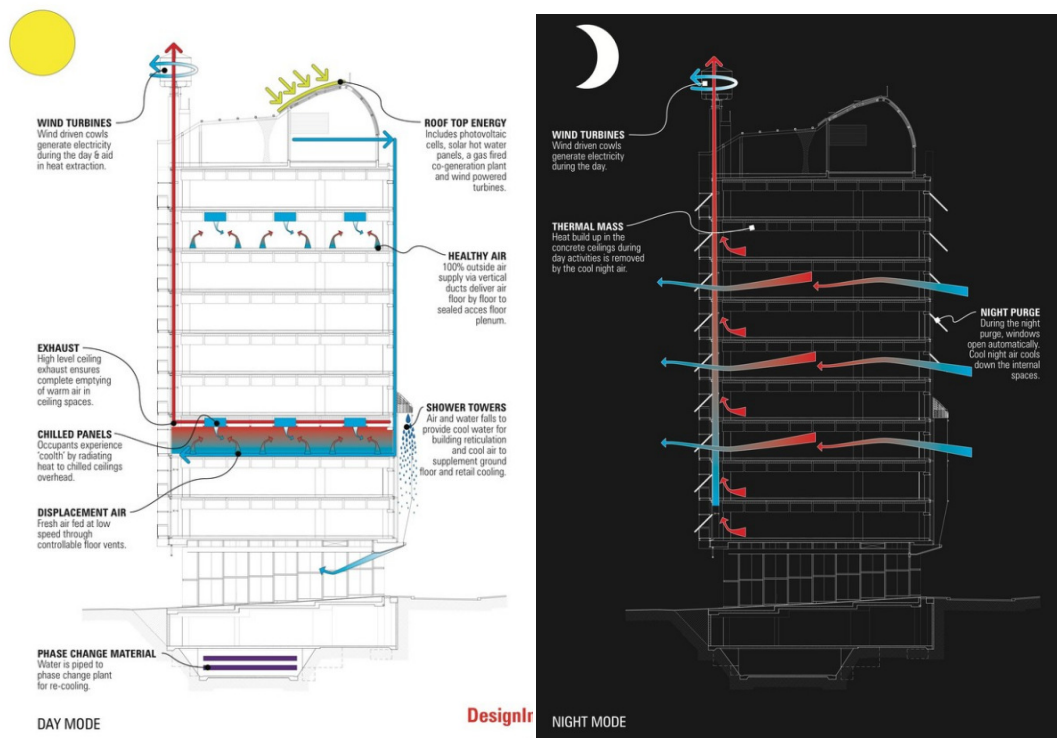 WIND TURBINES
Wind driven cowls
generate electricity
during the day & aid
in heat extraction.
ROOF TOP ENERGY
Includes photovoltaic
cells, solar hot water
panels, a gas fired
co-generation plant
and wind powered
turbines.
HEALTHY AIR
100% outside air
supply via vertical
ducts deliver air
floor by floor to
sealed acces floor
plenum.
EXHAUST
High level ceiling
exhaust ensures
complete emptying
of warm air in
ceiling spaces.
CHILLED PANELS
Occupants experience
'coolth' by radiating
heat to chilled ceilings
overhead.
SHOWER TOWERS
Air and water falls to
provide cool water for
building reticulation
and cool air to
supplement ground
floor and retail cooling.
DISPLACEMENT AIR
Fresh air fed at low
speed through
controllable floor vents.
PHASE CHANGE MATERIAL
Water is piped to
phase change plant
for re-cooling.
DAY MODE
DesignIn
WIND TURBINES
Wind driven cowls
generate electricity
during the day.
THERMAL MASS
Heat build up in the
concrete ceilings during
day activities is removed
by the cool night air.
NIGHT PURGE
During the night
purge, windows
open automatically.
Cool night air cools
down the internal
spaces.
NIGHT MODE